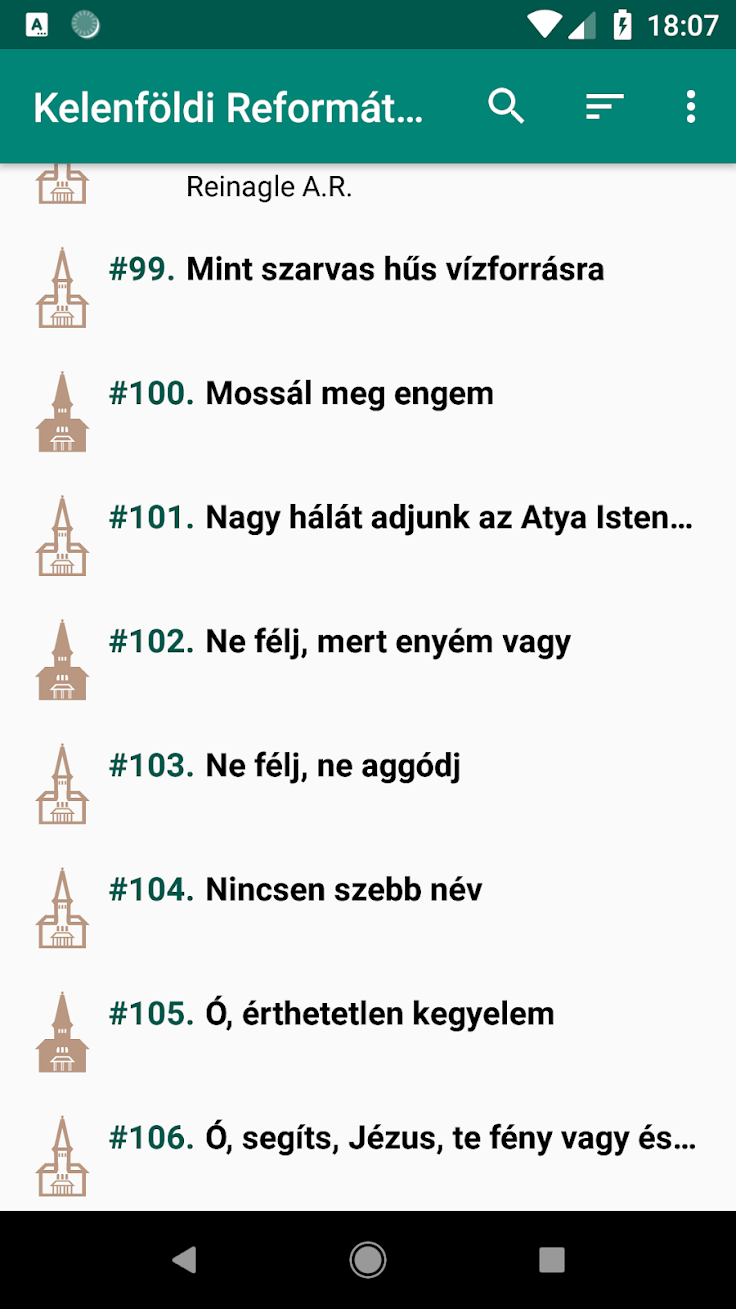 18:07
Kelenföldi Reformát...
Reinagle A.R.
#99. Mint szarvas hűs vízforrásra
#100. Mossál meg engem
#101. Nagy hálát adjunk az Atya Isten...
#102. Ne félj, mert enyém vagy
#103. Ne félj, ne aggódj
#104. Nincsen szebb név
#105. Ó, érthetetlen kegyelem
#106. Ó, segíts, Jézus, te fény vagy és...